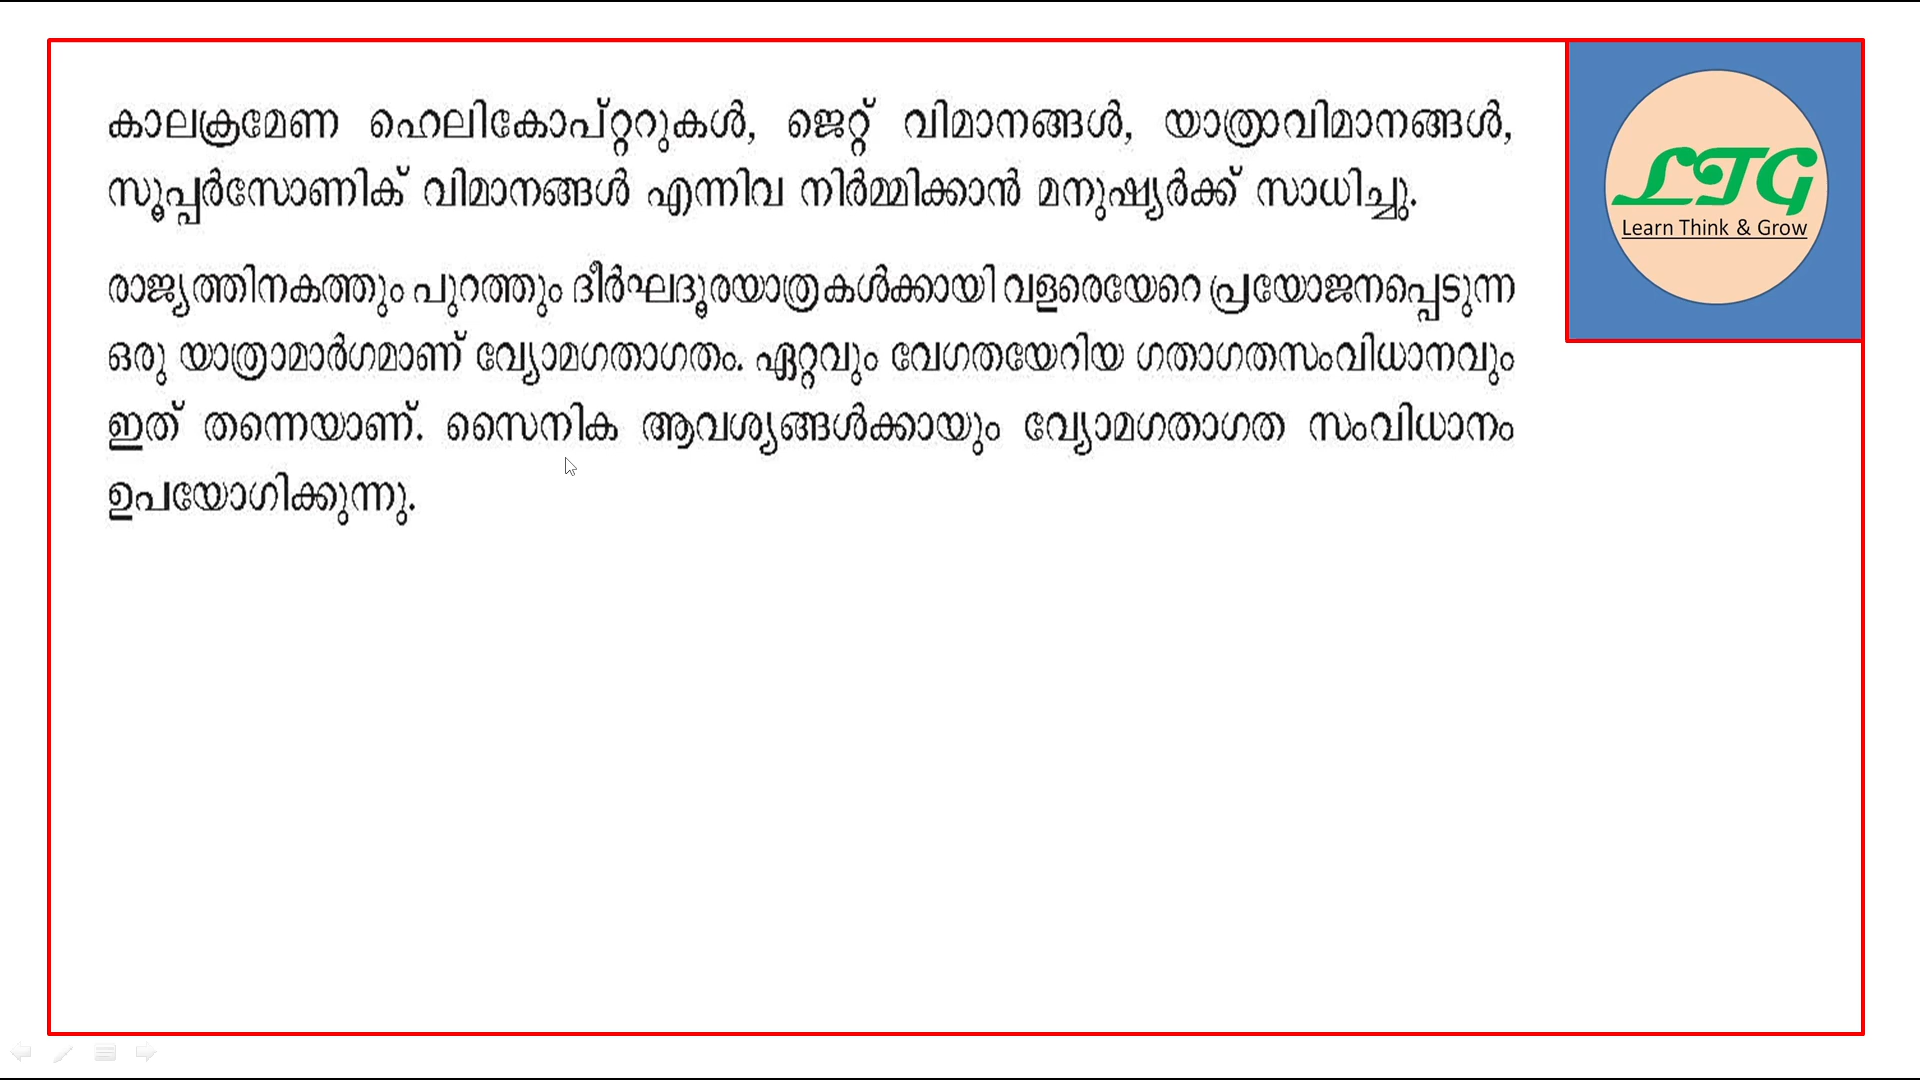 കാലക്രമേണ ഹെലികോപ്റ്ററുകൾ, ജെറ്റ് വിമാനങ്ങൾ, യാത്രാവിമാനങ്ങൾ,
സൂപ്പർസോണിക് വിമാനങ്ങൾ എന്നിവ നിർമ്മിക്കാൻ മനുഷ്യർക്ക് സാധിച്ചു.
രാജ്യത്തിനകത്തും പുറത്തും ദീർഘദൂരയാത്രകൾക്കായി വളരെയേറെ പ്രയോജനപ്പെടുന്ന
ഒരു യാത്രാമാർഗമാണ് വ്യോമഗതാഗതം. ഏറ്റവും വേഗതയേറിയ ഗതാഗതസംവിധാനവും
ഇത് തന്നെയാണ്. സൈനിക ആവശ്യങ്ങൾക്കായും വ്യോമഗതാഗത സംവിധാനം
ഉപയോഗിക്കുന്നു.
LTG
Learn Think & Grow